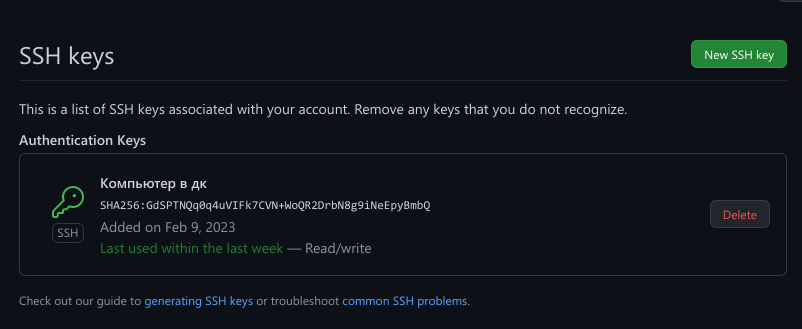 SSH keys
New SSH key
This is a list of SSH keys associated with your account. Remove any keys that you do not recognize.
Authentication Keys
Компьютер в дк
SHA256:GdSPTNQq0q4uVIFk7CVN+WoQR2DrbN8g9iNeEpyBmbQ
SSH
Added on Feb 9, 2023
Last used within the last week — Read/write
Delete
Check out our guide to generating SSH keys or troubleshoot common SSH problems.